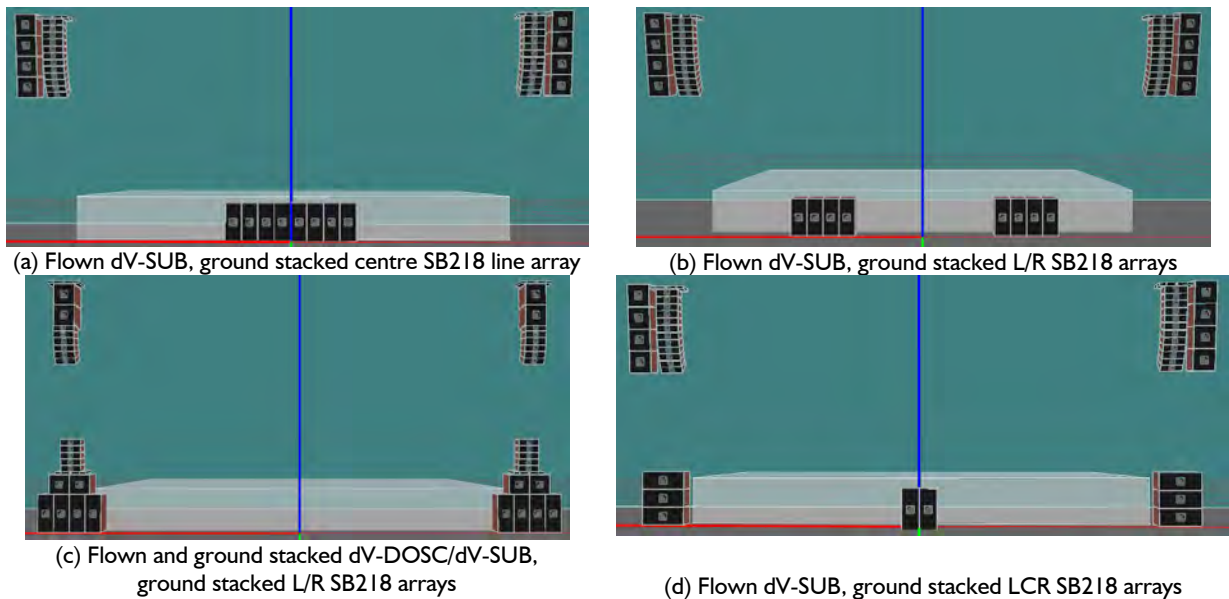 (a) Flown dV-SUB, ground stacked centre SB218 line array
(b) Flown dV-SUB, ground stacked L/R SB218 arrays
(c) Flown and ground stacked dV-DOSC/dV-SUB,
ground stacked L/R SB218 arrays
(d) Flown dV-SUB, ground stacked LCR SB218 arrays